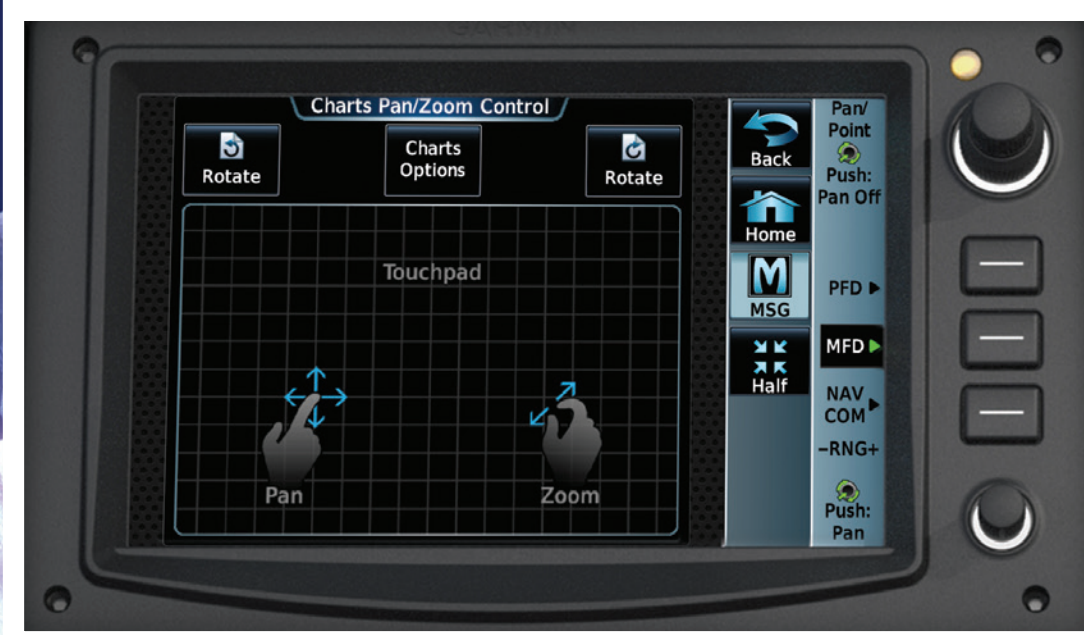 GARMIN
Charts Pan/Zoom Control
Rotate
Charts
Options
Rotate
Touchpad
Pan
Zoom
Back
Home
MSG
Half
Pan/
Point
Push:
Pan Off
PFD
MFD
NAV
COM
–RNG+
Push:
Pan